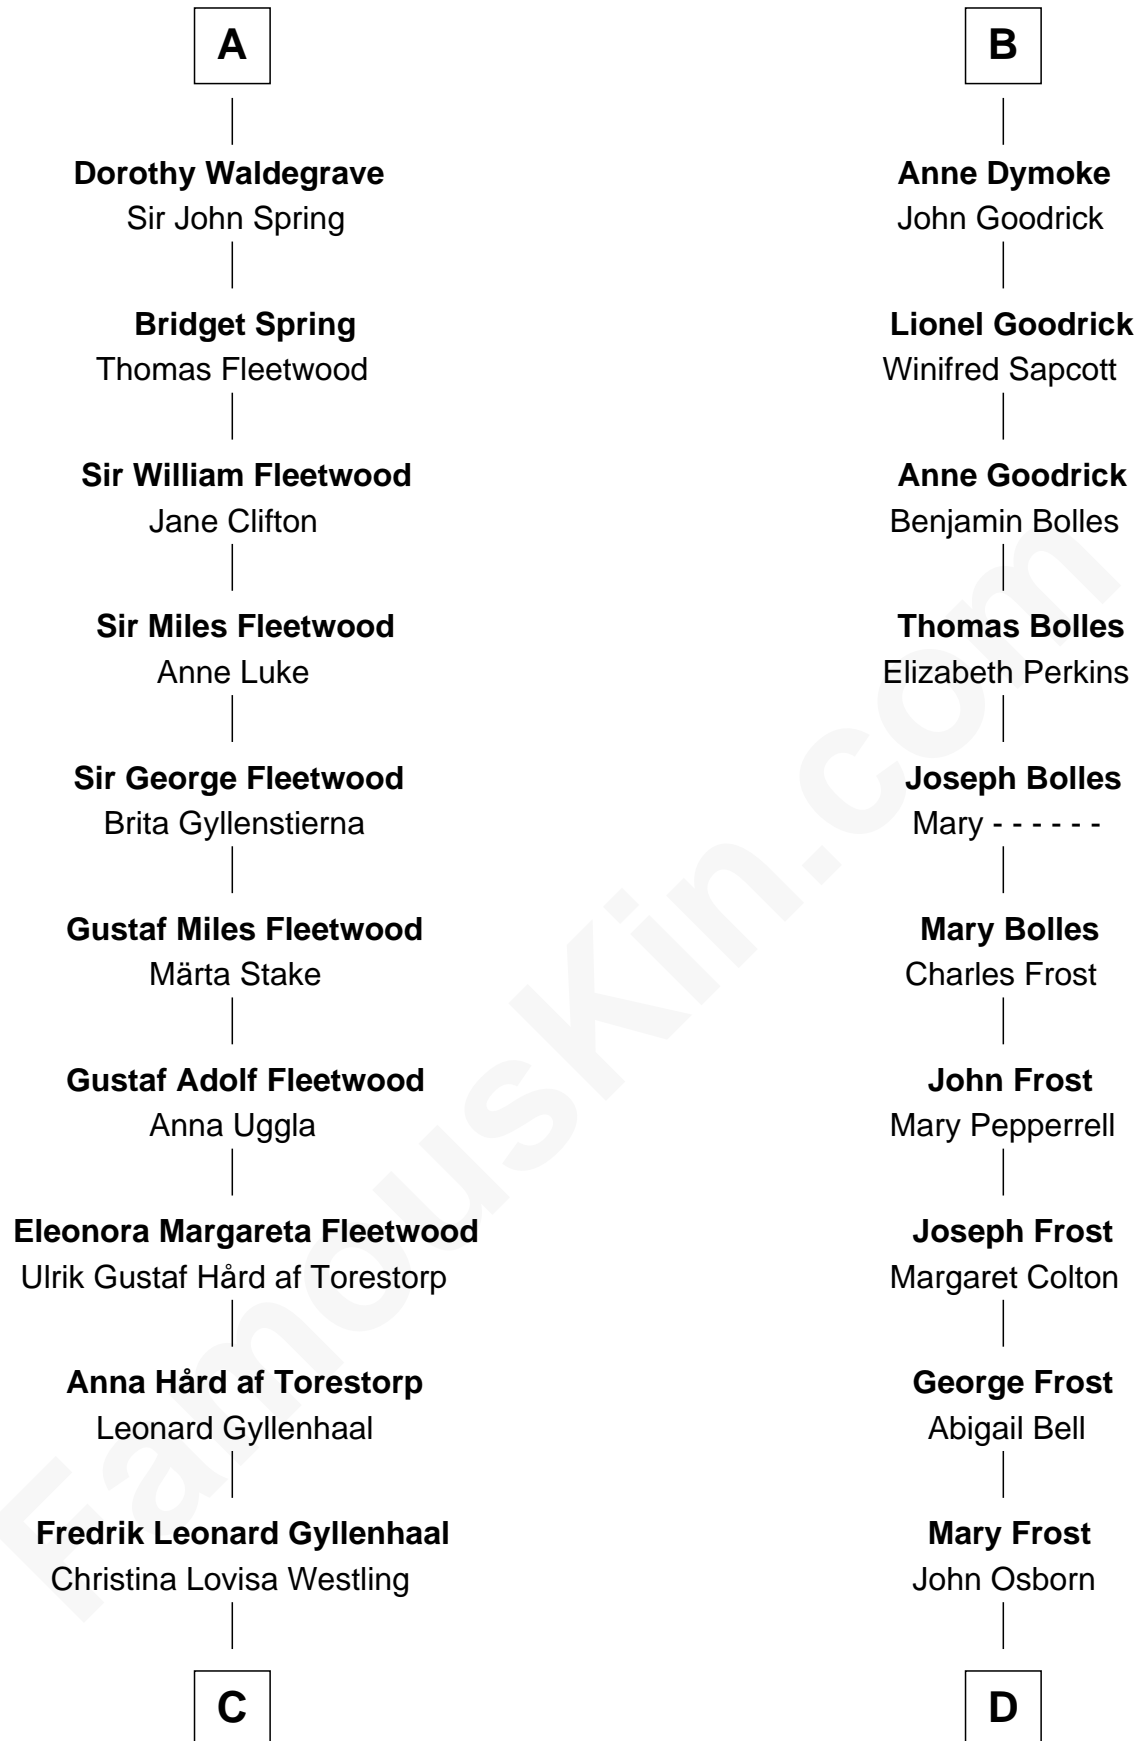 A
Dorothy Waldegrave
Sir John Spring
Bridget Spring
Thomas Fleetwood
Sir William Fleetwood
Jane Clifton
Sir Miles Fleetwood
Anne Luke
Sir George Fleetwood
Brita Gyllenstierna
Gustaf Miles Fleetwood
Märta Stake
Gustaf Adolf Fleetwood
Anna Uggla
Eleonora Margareta Fleetwood
Ulrik Gustaf Hård af Torestorp
Anna Hård af Torestorp
Leonard Gyllenhaal
Fredrik Leonard Gyllenhaal
Christina Lovisa Westling
C
B
Anne Dymoke
John Goodrick
Lionel Goodrick
Winifred Sapcott
Anne Goodrick
Benjamin Bolles
Thomas Bolles
Elizabeth Perkins
Joseph Bolles
Mary - - - - - -
Mary Bolles
Charles Frost
John Frost
Mary Pepperrell
Joseph Frost
Margaret Colton
George Frost
Abigail Bell
Mary Frost
John Osborn
D
FamousKin.com